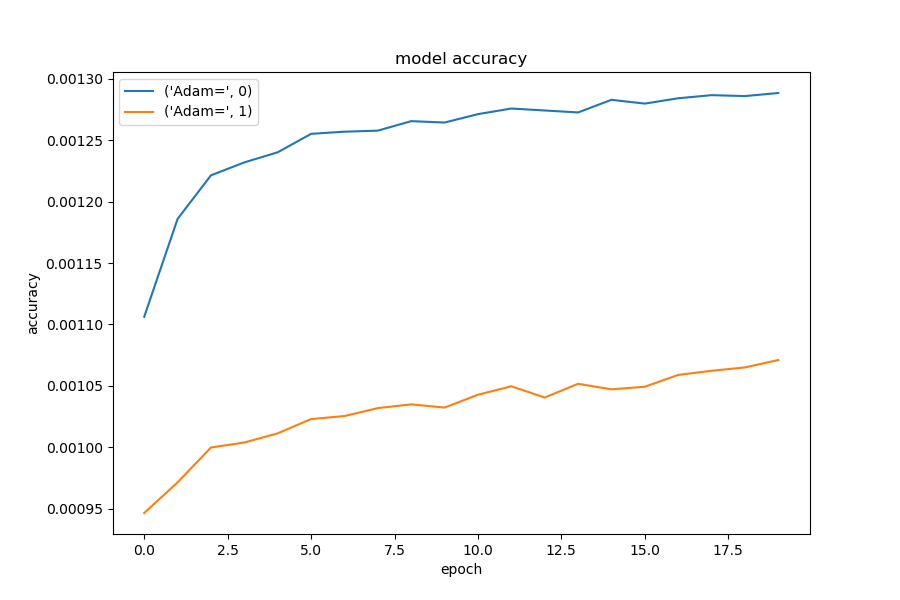 model accuracy
('Adam=', 0)
('Adam=', 1)
0.00130
0.00125
0.00120
0.00115
0.00110
0.00105
0.00100
0.00095
accuracy
0.0 2.5 5.0 7.5 10.0 12.5 15.0 17.5
epoch